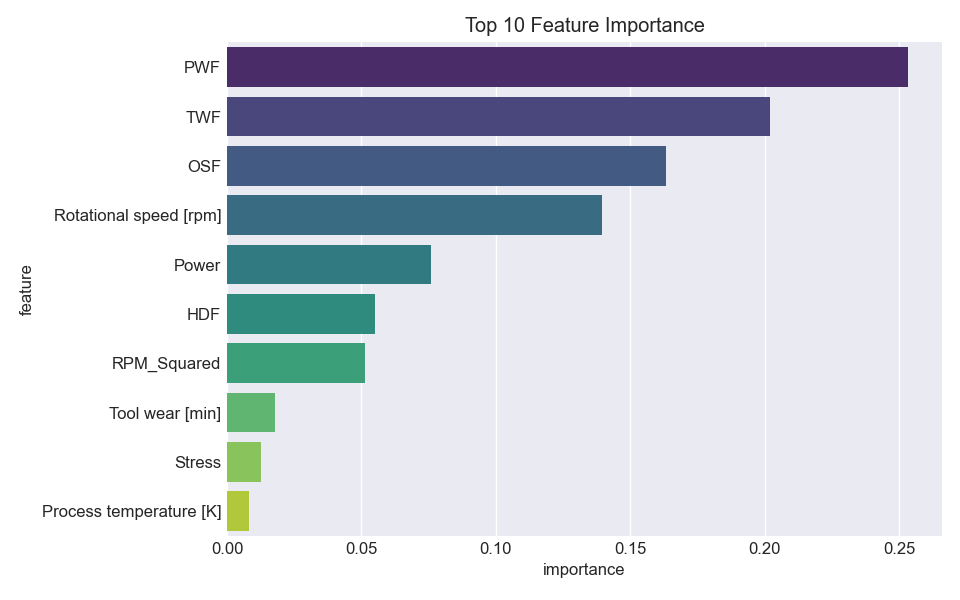 Top 10 Feature Importance
PWF
TWF
OSF
Rotational speed [rpm]
Power
HDF
RPM_Squared
Tool wear [min]
Stress
Process temperature [K]
feature
0.00 0.05 0.10 0.15 0.20 0.25
importance